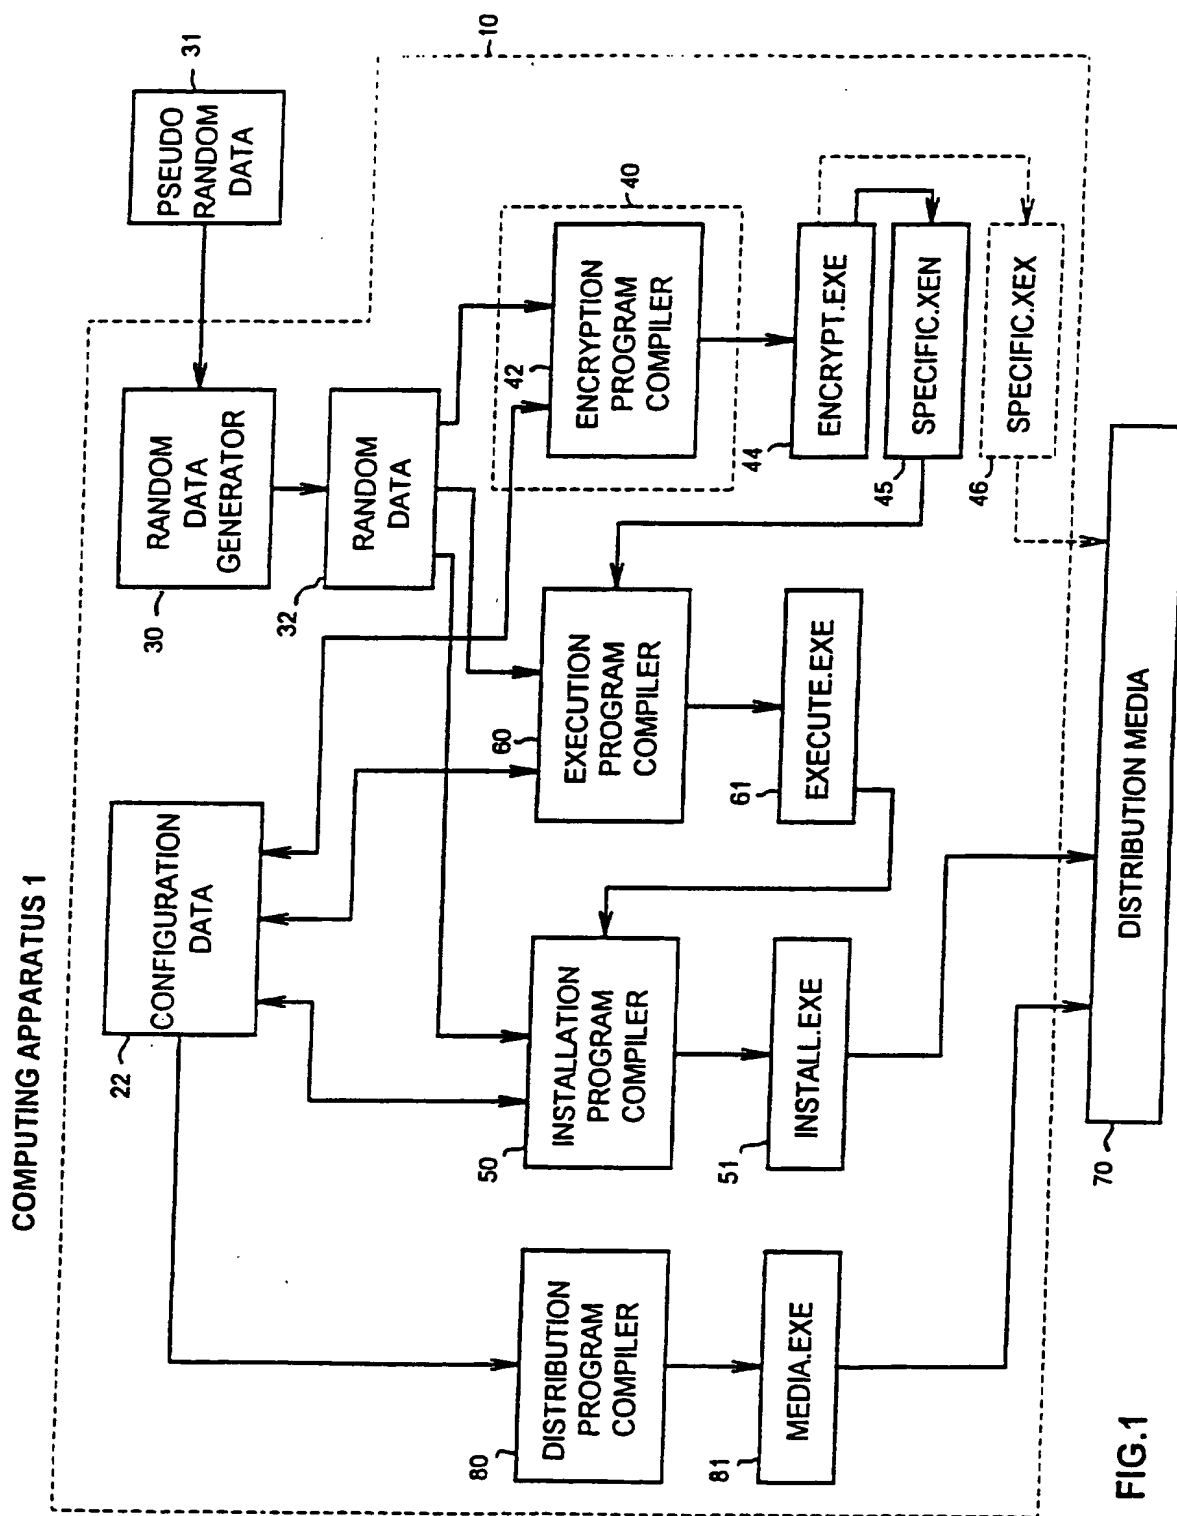 COMPUTING APPARATUS 1
10
PSEUDO
RANDOM
DATA
31
22
CONFIGURATION
DATA
30
RANDOM
DATA
GENERATOR
32
RANDOM
DATA
40
80
DISTRIBUTION
PROGRAM
COMPILER
50
INSTALLATION
PROGRAM
COMPILER
60
EXECUTION
PROGRAM
COMPILER
42
ENCRYPTION
PROGRAM
COMPILER
81
MEDIA.EXE
51
INSTALL.EXE
61
EXECUTE.EXE
44
ENCRYPT.EXE
45
SPECIFIC.XEN
46
SPECIFIC.XEX
70
DISTRIBUTION MEDIA
FIG.1